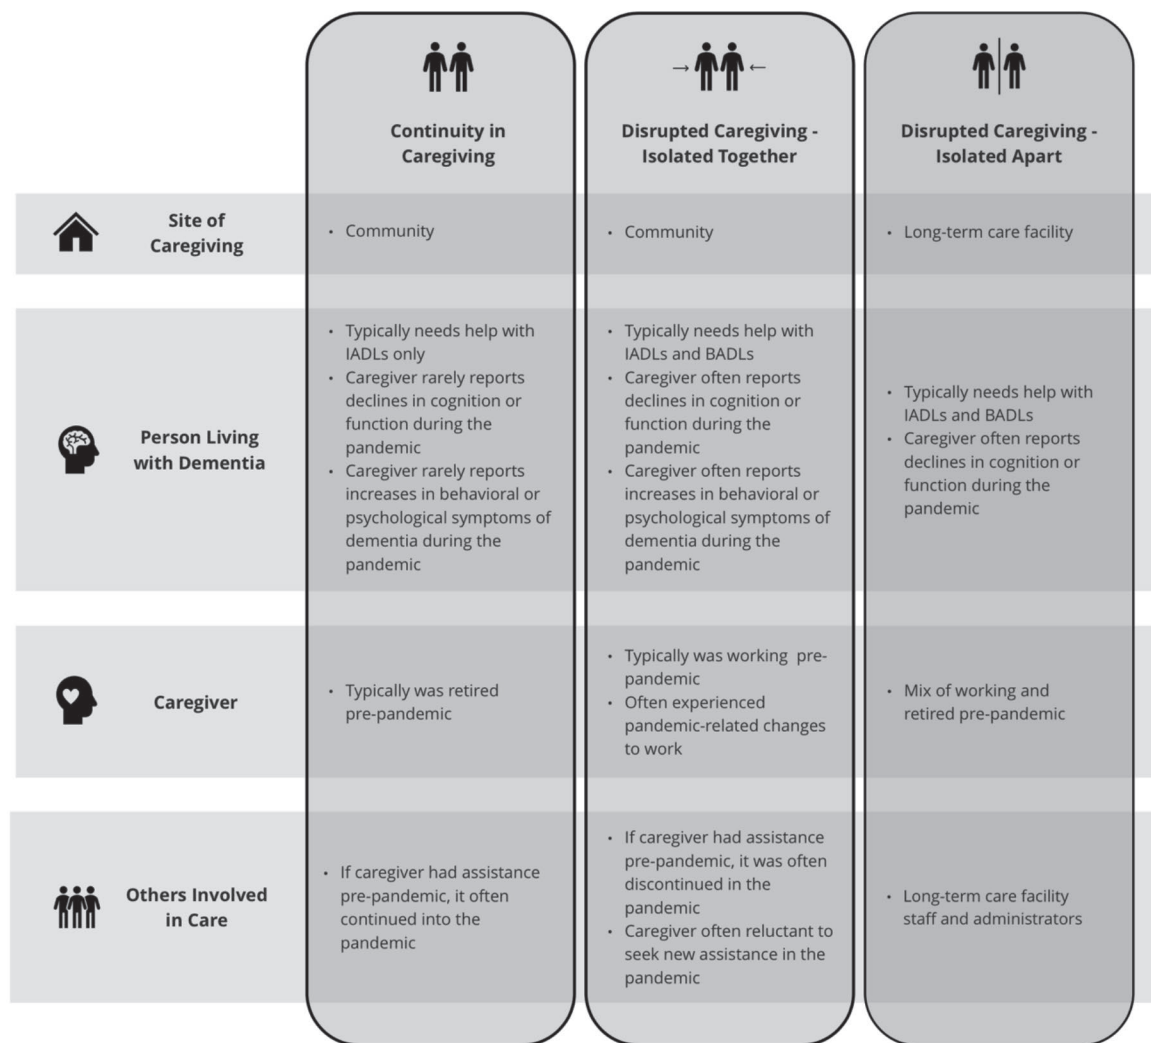 Continuity in
Caregiving
Disrupted Caregiving -
Isolated Together
Disrupted Caregiving -
Isolated Apart
Site of
Caregiving
• Community
• Community
• Long-term care facility
Person Living
with Dementia
• Typically needs help with
IADLs only
• Caregiver rarely reports
declines in cognition or
function during the
pandemic
• Caregiver rarely reports
increases in behavioral or
psychological symptoms of
dementia during the
pandemic
• Typically needs help with
IADLs and BADLs
• Caregiver often reports
declines in cognition or
function during the
pandemic
• Caregiver often reports
increases in behavioral or
psychological symptoms of
dementia during the
pandemic
• Typically needs help with
IADLs and BADLs
• Caregiver often reports
declines in cognition or
function during the
pandemic
Caregiver
• Typically was retired
pre-pandemic
• Typically was working pre-
pandemic
• Often experienced
pandemic-related changes
to work
• Mix of working and
retired pre-pandemic
Others Involved
in Care
• If caregiver had assistance
pre-pandemic, it often
continued into the
pandemic
• If caregiver had assistance
pre-pandemic, it was often
discontinued in the
pandemic
• Caregiver often reluctant to
seek new assistance in the
pandemic
• Long-term care facility
staff and administrators